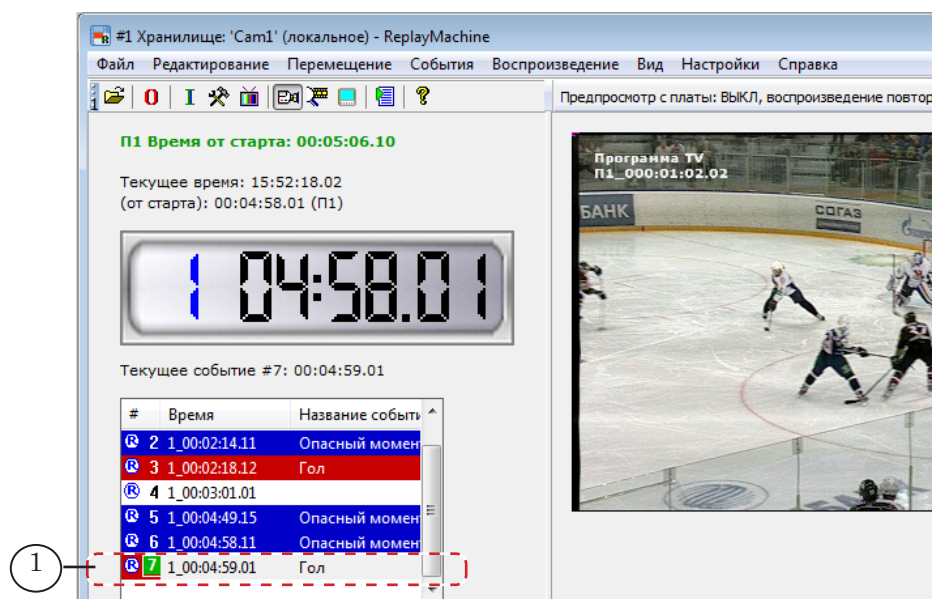 #1 Хранилище: 'Cam1' (локальное) - ReplayMachine
Файл Редактирование Перемещение События Воспроизведение Вид Настройки Справка
Предпросмотр с платы: ВЫКЛ, воспроизведение повтор
П1 Время от старта: 00:05:06.10
Текущее время: 15:52:18.02
(от старта): 00:04:58.01 (П1)
1 04:58.01
Текущее событие #7: 00:04:59.01
# Время Название событи
R 2 1_00:02:14.11 Опасный момен
R 3 1_00:02:18.12 Гол
R 4 1_00:03:01.01
R 5 1_00:04:49.15 Опасный момен
R 6 1_00:04:58.11 Опасный момен
R 7 1_00:04:59.01 Гол
1
Программа TV
П1_000:01:02.02
БАНК
СОГАЗ